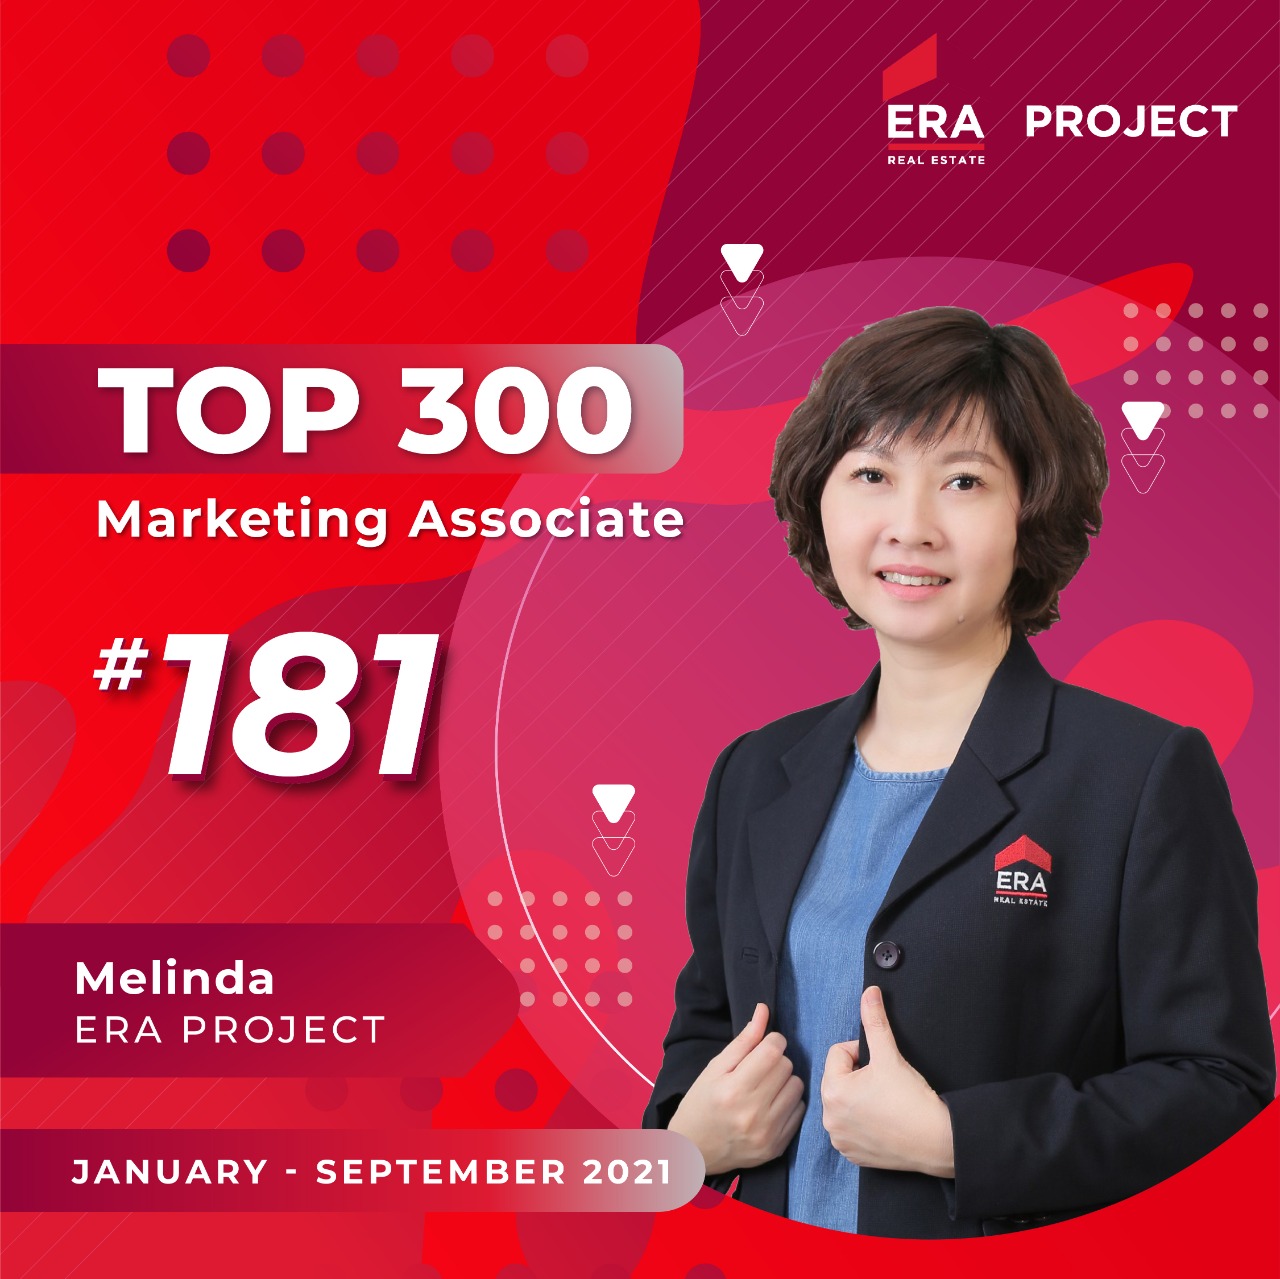 ERA PROJECT
REAL ESTATE
TOP 300
Marketing Associate
#181
ERA
REAL ESTATE
Melinda
ERA PROJECT
JANUARY - SEPTEMBER 2021